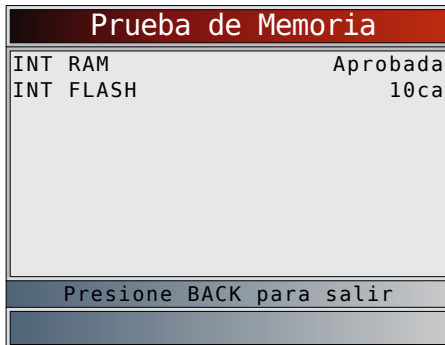 Prueba de Memoria
INT RAM Aprobada
INT FLASH 10ca
Presione BACK para salir